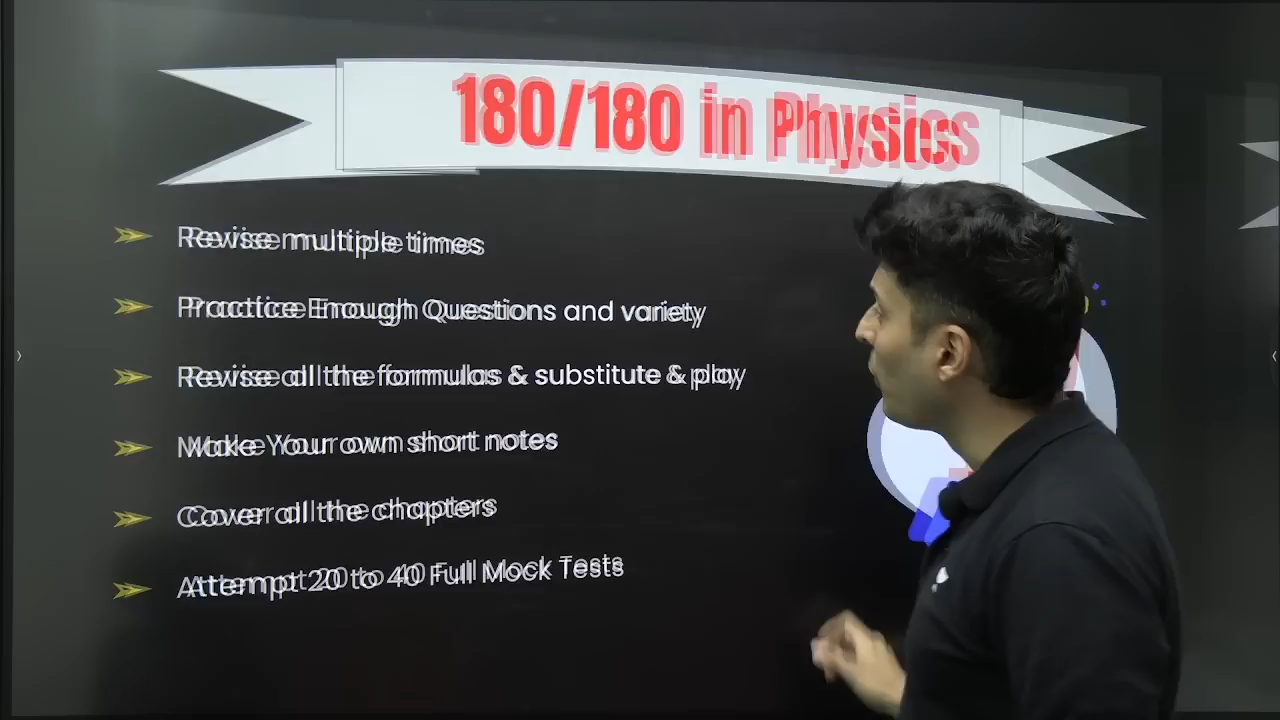 180/180 in Physics
Revise multiple times
Practice Enough Questions and variety
Revise all the formulas & substitute & play
Make Your own short notes
Cover all the chapters
Attempt 20 to 40 Full Mock Tests